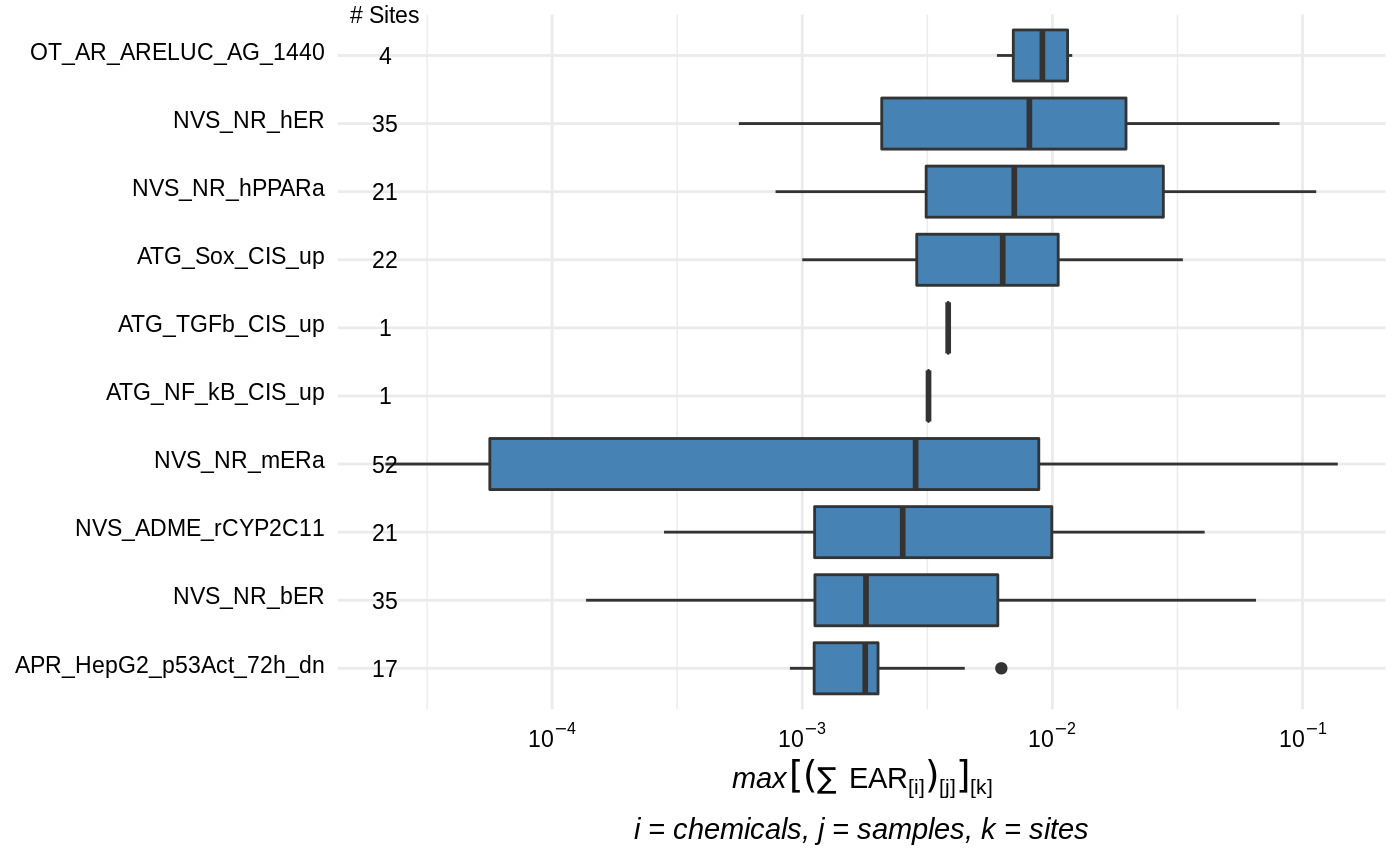 # Sites
OT_AR_ARELUC_AG_1440 4
NVS_NR_hER 35
NVS_NR_hPPARa 21
ATG_Sox_CIS_up 22
ATG_TGFb_CIS_up 1
ATG_NF_kB_CIS_up 1
NVS_NR_mERa 52
NVS_ADME_rCYP2C11 21
NVS_NR_bER 35
APR_HepG2_p53Act_72h_dn 17
10⁻⁴ 10⁻³ 10⁻² 10⁻¹
max[(∑ EAR[i])[j]][k]
i = chemicals, j = samples, k = sites